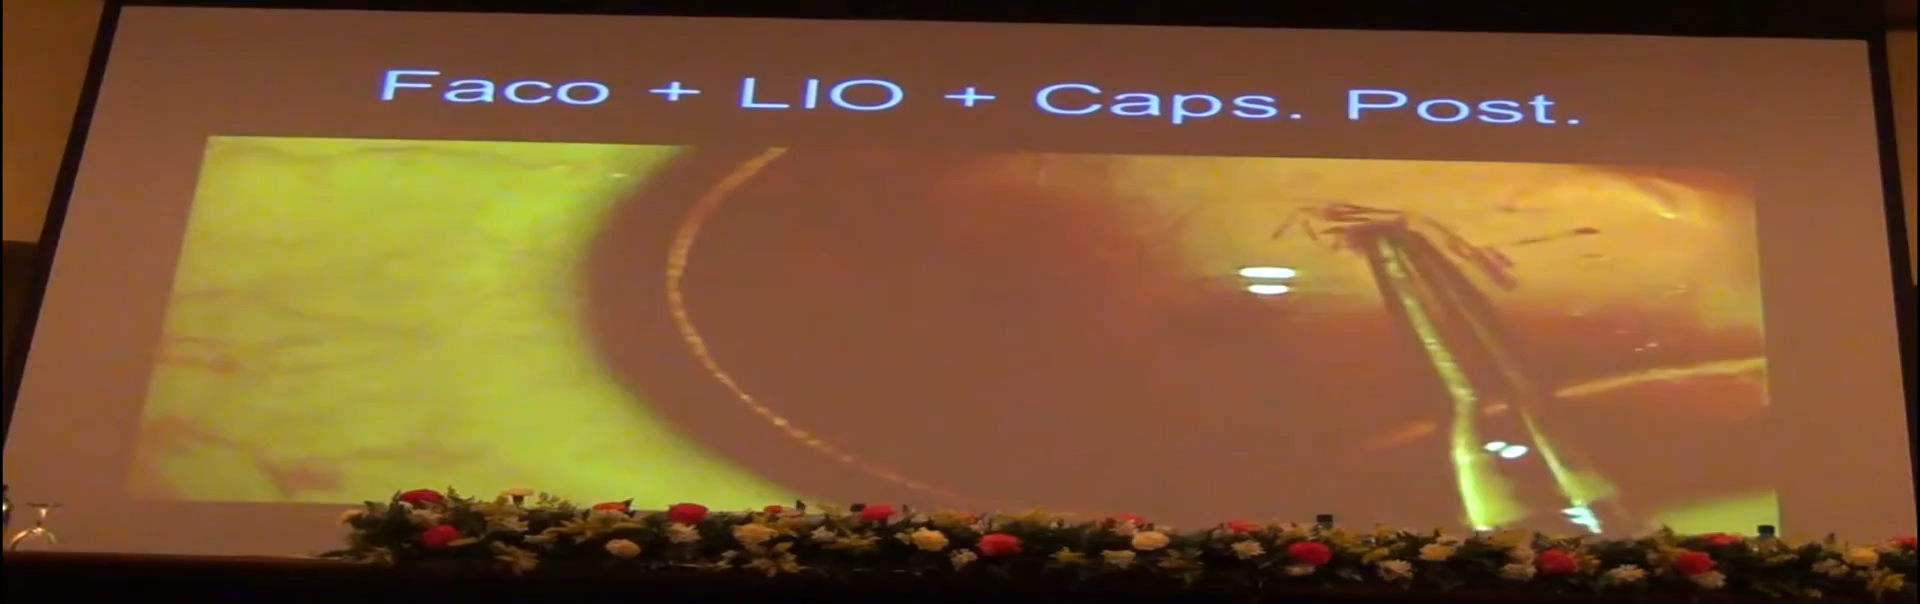 Faco + LIO + Caps. Post.